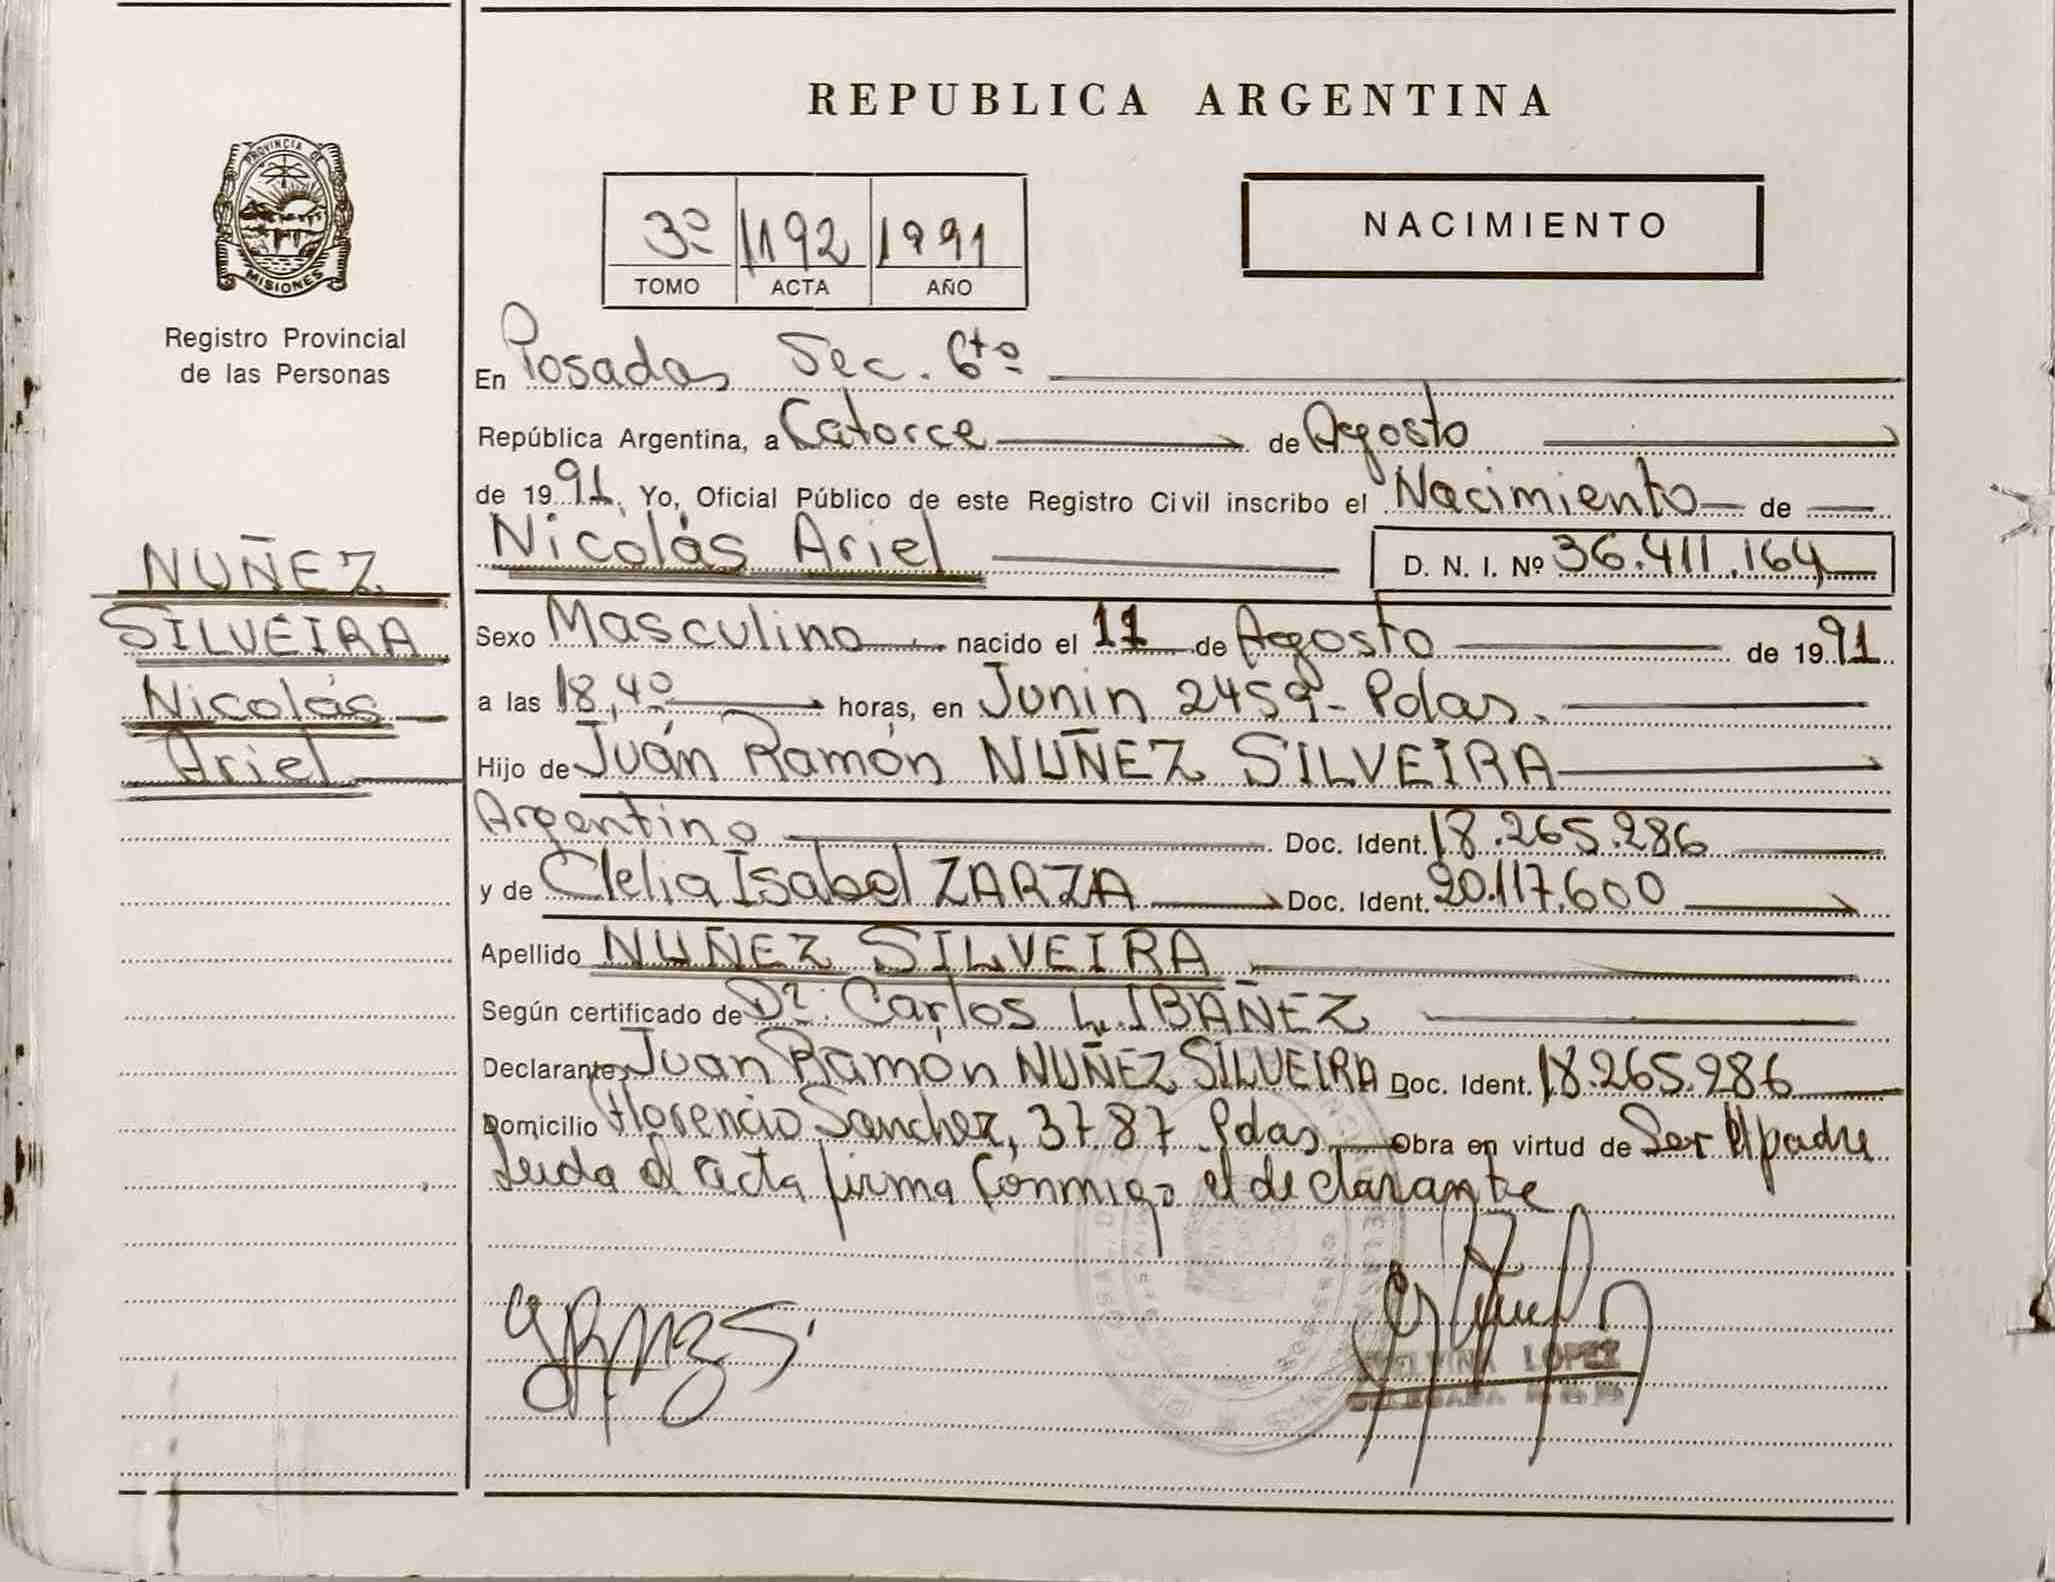 REPUBLICA ARGENTINA
PROVINCIA DE
MISIONES
Registro Provincial
de las Personas
3º 1192 1991
TOMO ACTA AÑO
NACIMIENTO
En Posadas Sec. 6ta
República Argentina, a Catorce de Agosto
de 1991. Yo, Oficial Público de este Registro Civil inscribo el Nacimiento de
Nicolás Ariel D. N. I. Nº 36.411.164
NUÑEZ
SILVEIRA
Nicolás
Ariel
Sexo Masculino nacido el 11 de Agosto de 1991
a las 18,40 horas, en Junin 2459- Pdas.
Hijo de Juán Ramón NUÑEZ SILVEIRA
Argentino Doc. Ident. 18.265.286
y de Clelia Isabel ZARZA Doc. Ident. 20.117.600
Apellido NUÑEZ SILVEIRA
Según certificado de Dr. Carlos L. IBAÑEZ
Declarante Juan Ramón NUÑEZ SILVEIRA Doc. Ident. 18.265.286
Domicilio Florencio Sanchez, 3787 Pdas Obra en virtud de Ser el padre
Leida el acta firma conmigo el declarante
LOPEZ